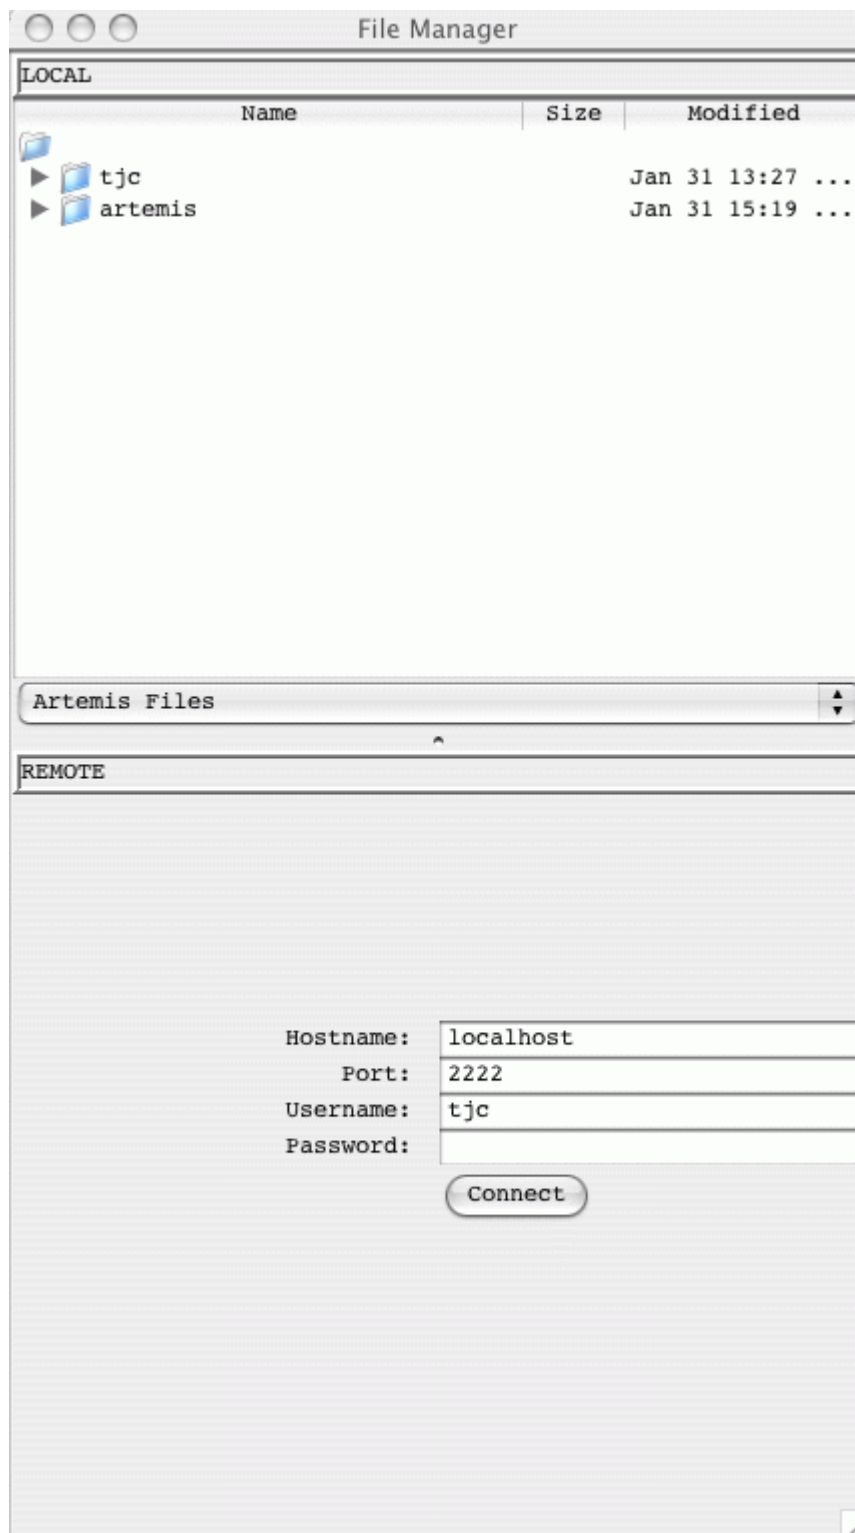 File Manager
LOCAL
Name Size Modified
tjc Jan 31 13:27 ...
artemis Jan 31 15:19 ...
Artemis Files
REMOTE
Hostname: localhost
Port: 2222
Username: tjc
Password:
Connect